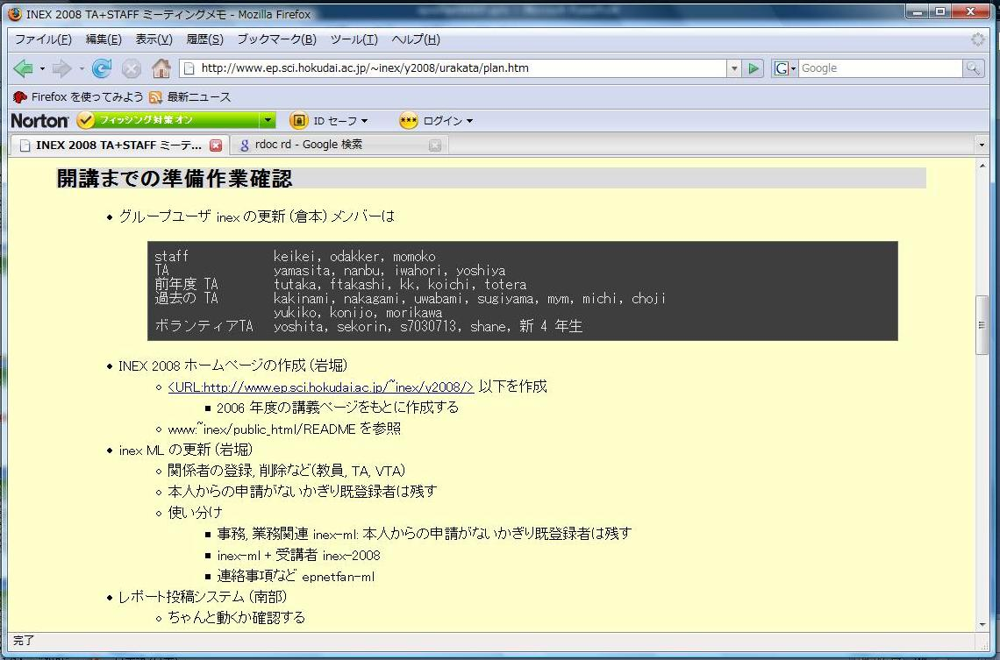 INEX 2008 TA+STAFF ミーティングメモ - Mozilla Firefox
ファイル(F) 編集(E) 表示(V) 履歴(S) ブックマーク(B) ツール(T) ヘルプ(H)
http://www.ep.sci.hokudai.ac.jp/~inex/y2008/urakata/plan.htm G Google
Firefox を使ってみよう 最新ニュース
Norton フィッシング対策 オン ID セーフ ログイン
INEX 2008 TA+STAFF ミーテ... g rdoc rd - Google 検索
開講までの準備作業確認
グループユーザ inex の更新 (倉本) メンバーは
staff keikei, odakker, momoko
TA yamasita, nanbu, iwahori, yoshiya
前年度 TA tutaka, ftakashi, kk, koichi, totera
過去の TA kakinami, nakagami, uwabami, sugiyama, mym, michi, choji
yukiko, konijo, morikawa
ボランティアTA yoshita, sekorin, s7030713, shane, 新 4 年生
INEX 2008 ホームページの作成 (岩堀)
<URL:http://www.ep.sci.hokudai.ac.jp/~inex/y2008/> 以下を作成
2006 年度の講義ページをもとに作成する
www:~inex/public_html/README を参照
inex ML の更新 (岩堀)
関係者の登録, 削除など(教員, TA, VTA)
本人からの申請がないかぎり既登録者は残す
使い分け
事務, 業務関連 inex-ml: 本人からの申請がないかぎり既登録者は残す
inex-ml + 受講者 inex-2008
連絡事項など epnetfan-ml
レポート投稿システム (南部)
ちゃんと動くか確認する
完了